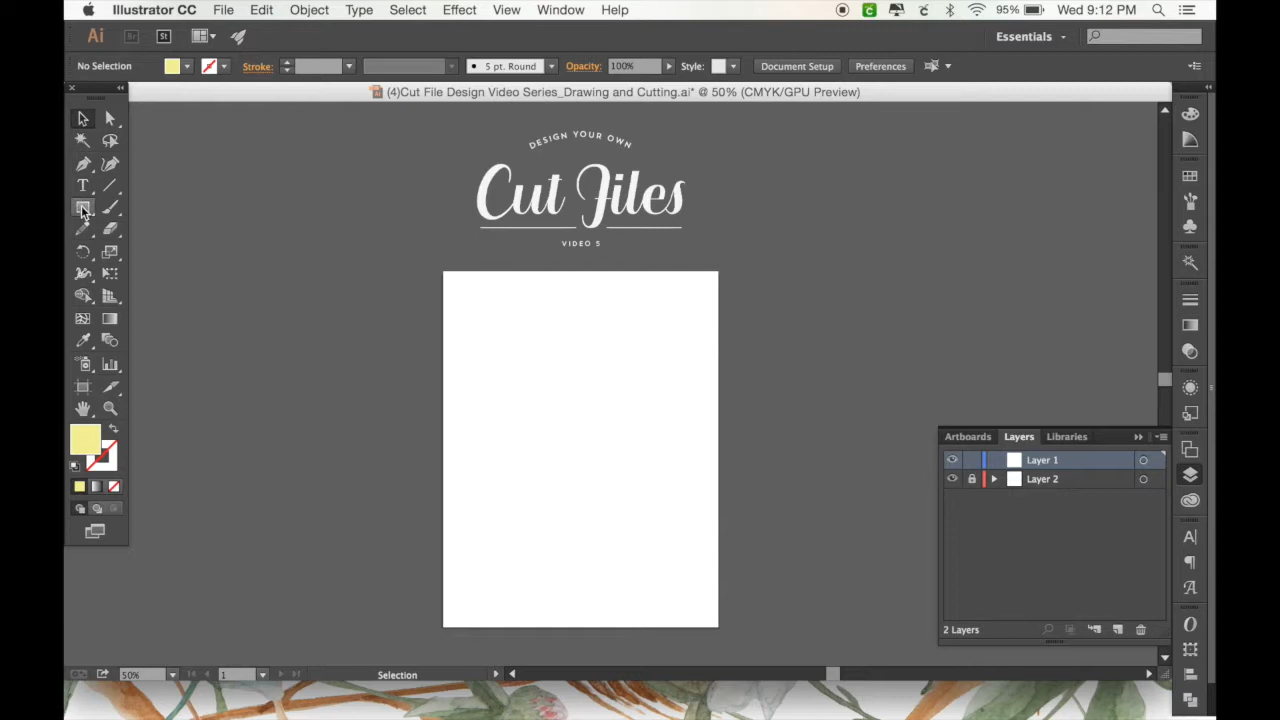 Illustrator CC File Edit Object Type Select Effect View Window Help 95% Wed 9:12 PM
Ai Br St Essentials
No Selection Stroke: 5 pt. Round Opacity: 100% Style: Document Setup Preferences
(4)Cut File Design Video Series_Drawing and Cutting.ai* @ 50% (CMYK/GPU Preview)
DESIGN YOUR OWN
Cut Files
VIDEO 5
Artboards Layers Libraries
Layer 1
Layer 2
2 Layers
50% 1 Selection